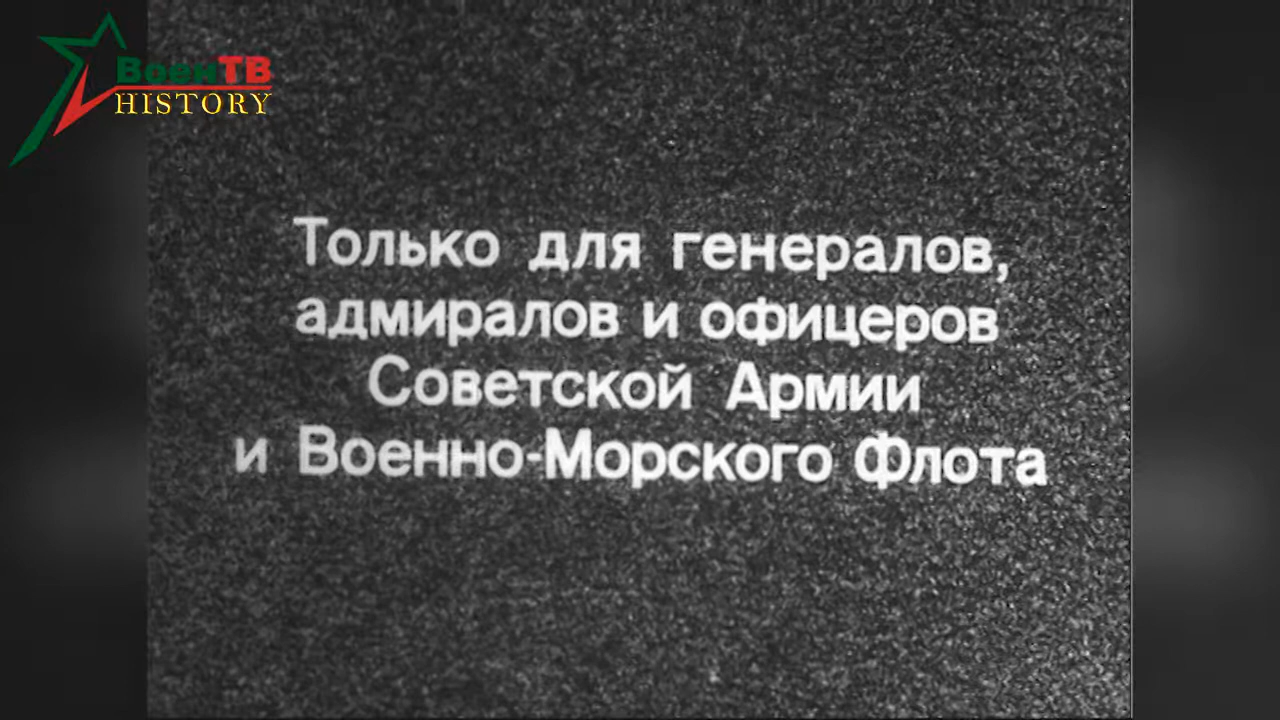 ВоенТВ
HISTORY
Только для генералов,
адмиралов и офицеров
Советской Армии
и Военно-Морского Флота